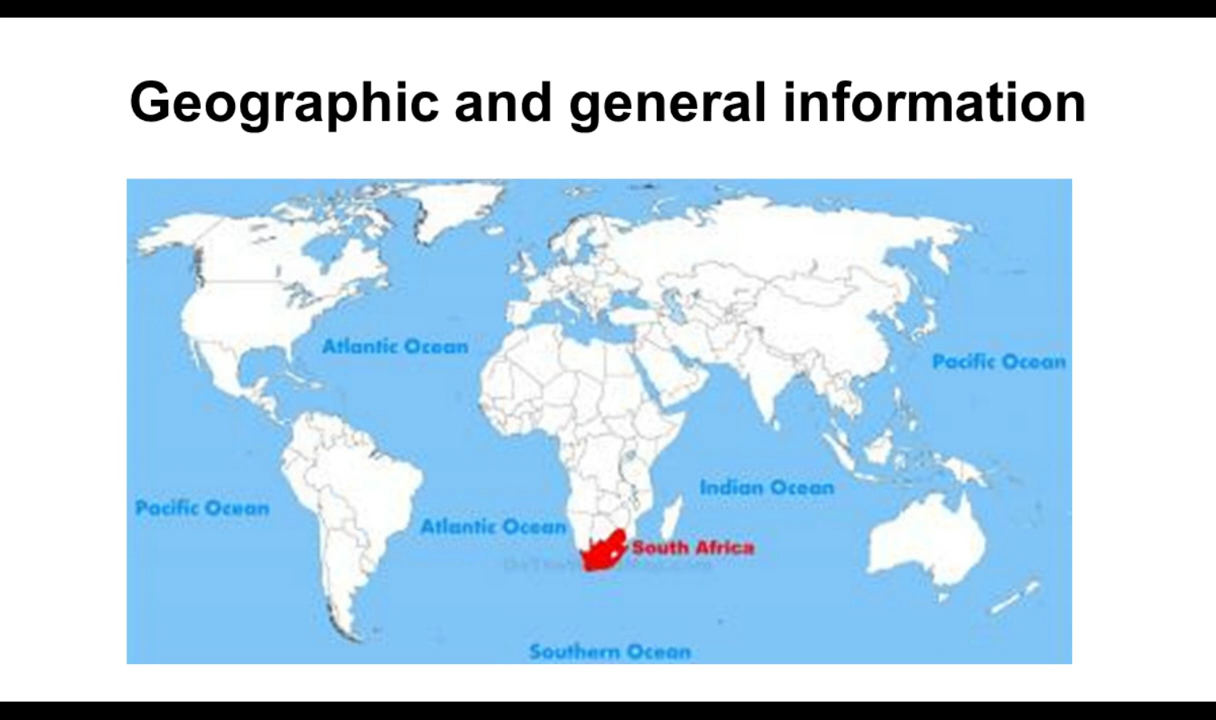 Geographic and general information
Atlantic Ocean
Pacific Ocean
Indian Ocean
Pacific Ocean
Atlantic Ocean
South Africa
Southern Ocean